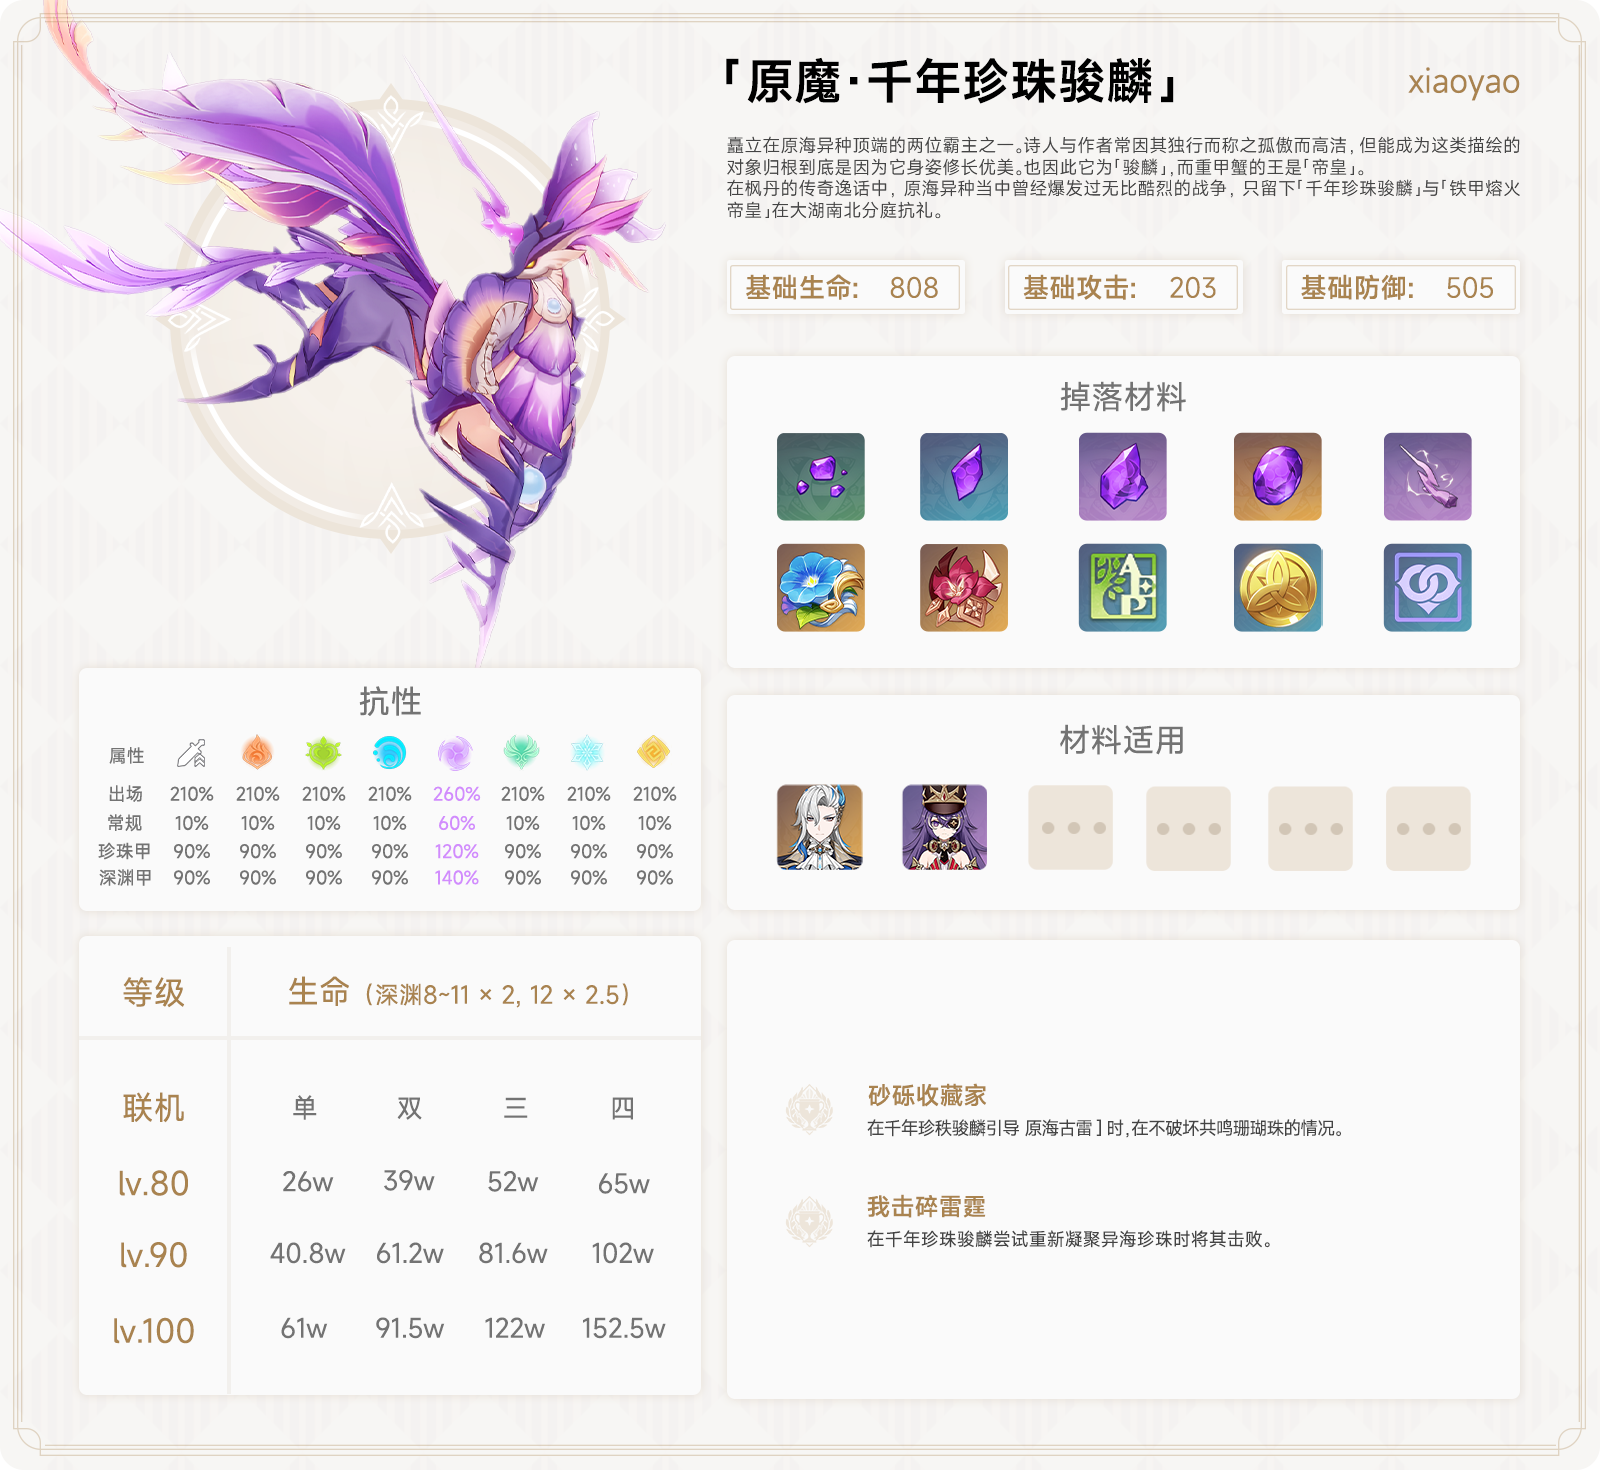 「原魔·千年珍珠骏麟」
xiaoyao
矗立在原海异种顶端的两位霸主之一。诗人与作者常因其独行而称之孤傲而高洁, 但能成为这类描绘的
对象归根到底是因为它身姿修长优美。也因此它为「骏麟」,而重甲蟹的王是「帝皇」。
在枫丹的传奇逸话中, 原海异种当中曾经爆发过无比酷烈的战争, 只留下「千年珍珠骏麟」与「铁甲熔火
帝皇」在大湖南北分庭抗礼。
基础生命: 808
基础攻击: 203
基础防御: 505
掉落材料
AEP
抗性
属性
出场 210% 210% 210% 210% 260% 210% 210% 210%
常规 10% 10% 10% 10% 60% 10% 10% 10%
珍珠甲 90% 90% 90% 90% 120% 90% 90% 90%
深渊甲 90% 90% 90% 90% 140% 90% 90% 90%
材料适用
等级 生命 (深渊8~11 × 2, 12 × 2.5)
联机 单 双 三 四
lv.80 26w 39w 52w 65w
lv.90 40.8w 61.2w 81.6w 102w
lv.100 61w 91.5w 122w 152.5w
砂砾收藏家
在千年珍秩骏麟引导 原海古雷 ] 时,在不破坏共鸣珊瑚珠的情况。
我击碎雷霆
在千年珍珠骏麟尝试重新凝聚异海珍珠时将其击败。